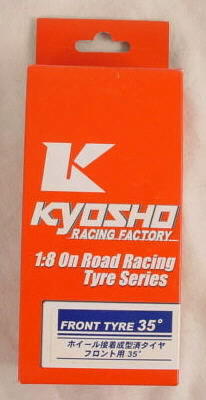 KYOSHO
RACING FACTORY
1:8 On Road Racing
Tyre Series
FRONT TYRE 35°
ホイール接着成型済タイヤ
フロント用 35°